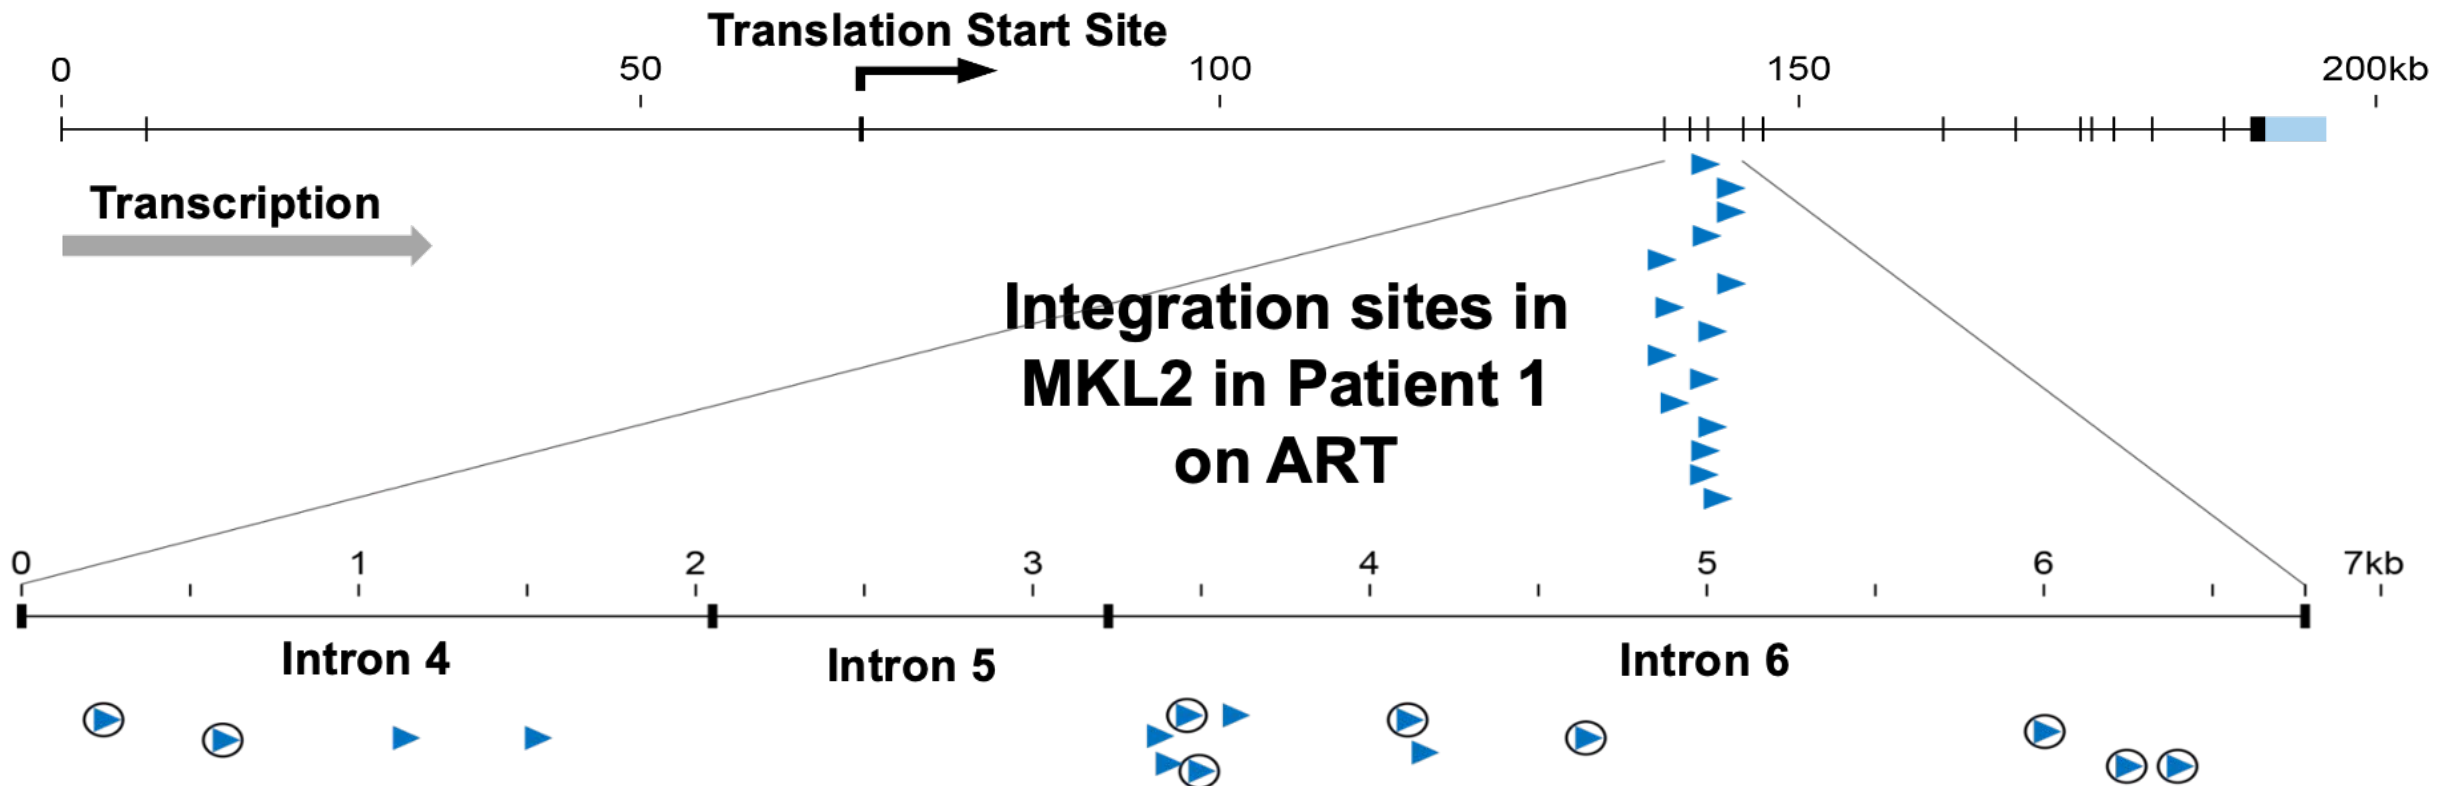 Translation Start Site
0 50 100 150 200kb
Transcription
Integration sites in
MKL2 in Patient 1
on ART
0 1 2 3 4 5 6 7kb
Intron 4 Intron 5 Intron 6